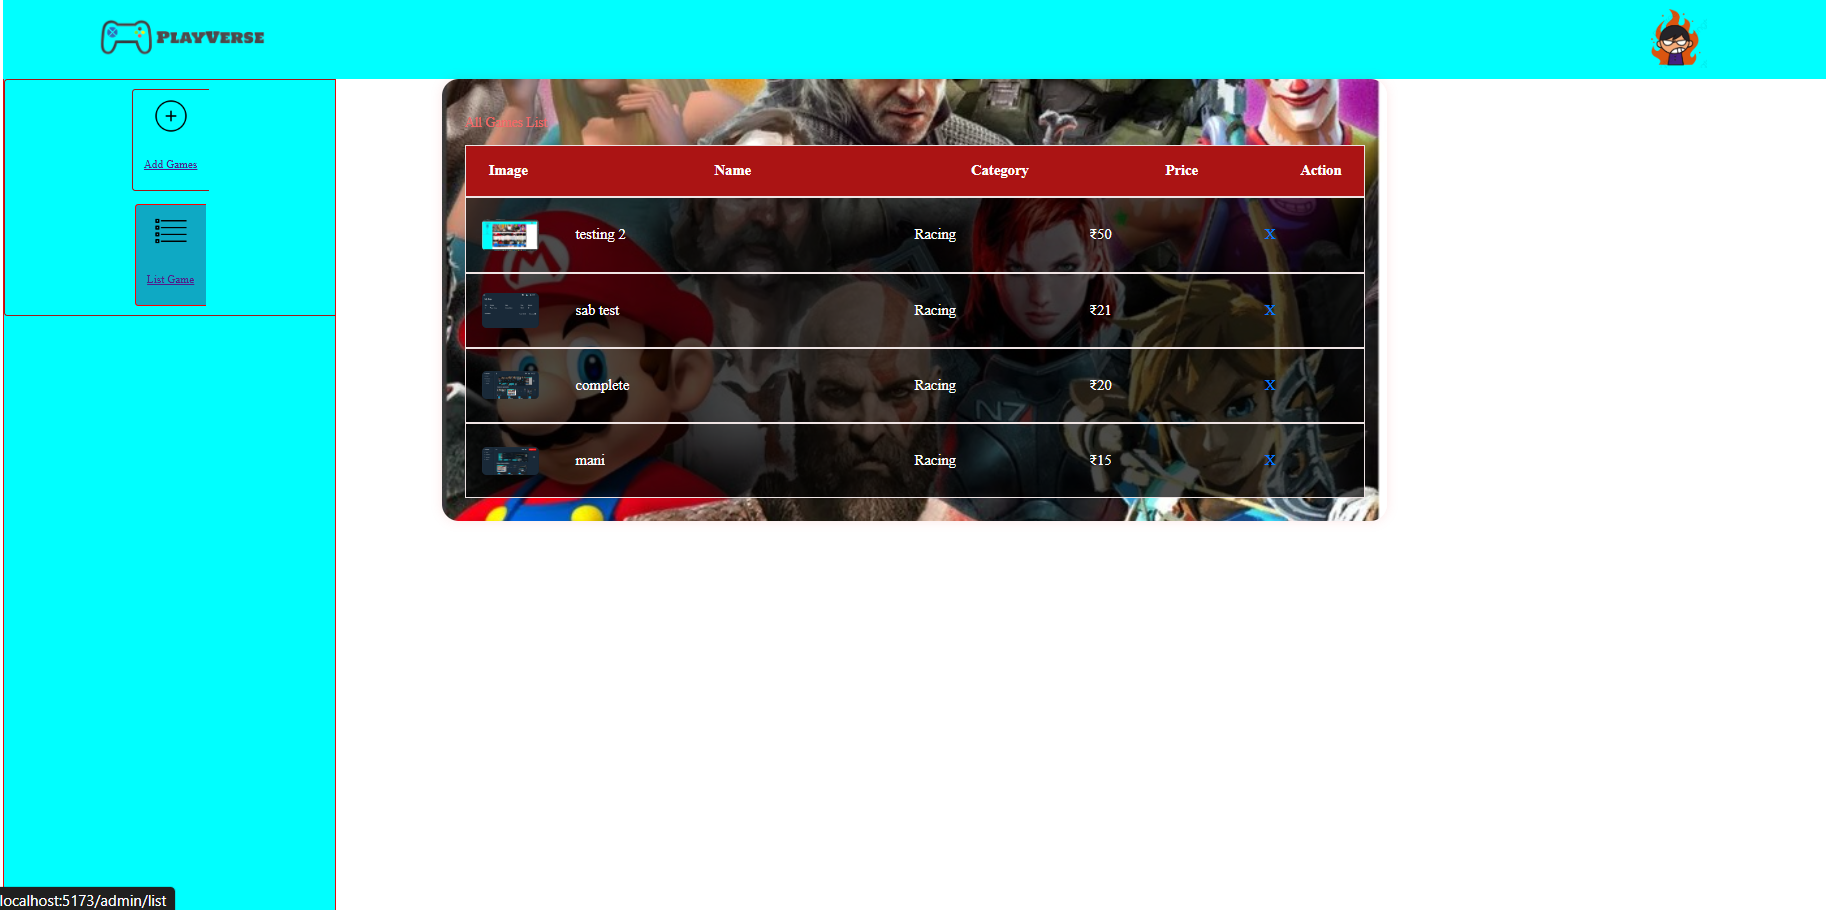 PLAYVERSE
Add Games
List Game
All Games List
Image Name Category Price Action
testing 2 Racing ₹50 X
sab test Racing ₹21 X
complete Racing ₹20 X
mani Racing ₹15 X
N7
localhost:5173/admin/list